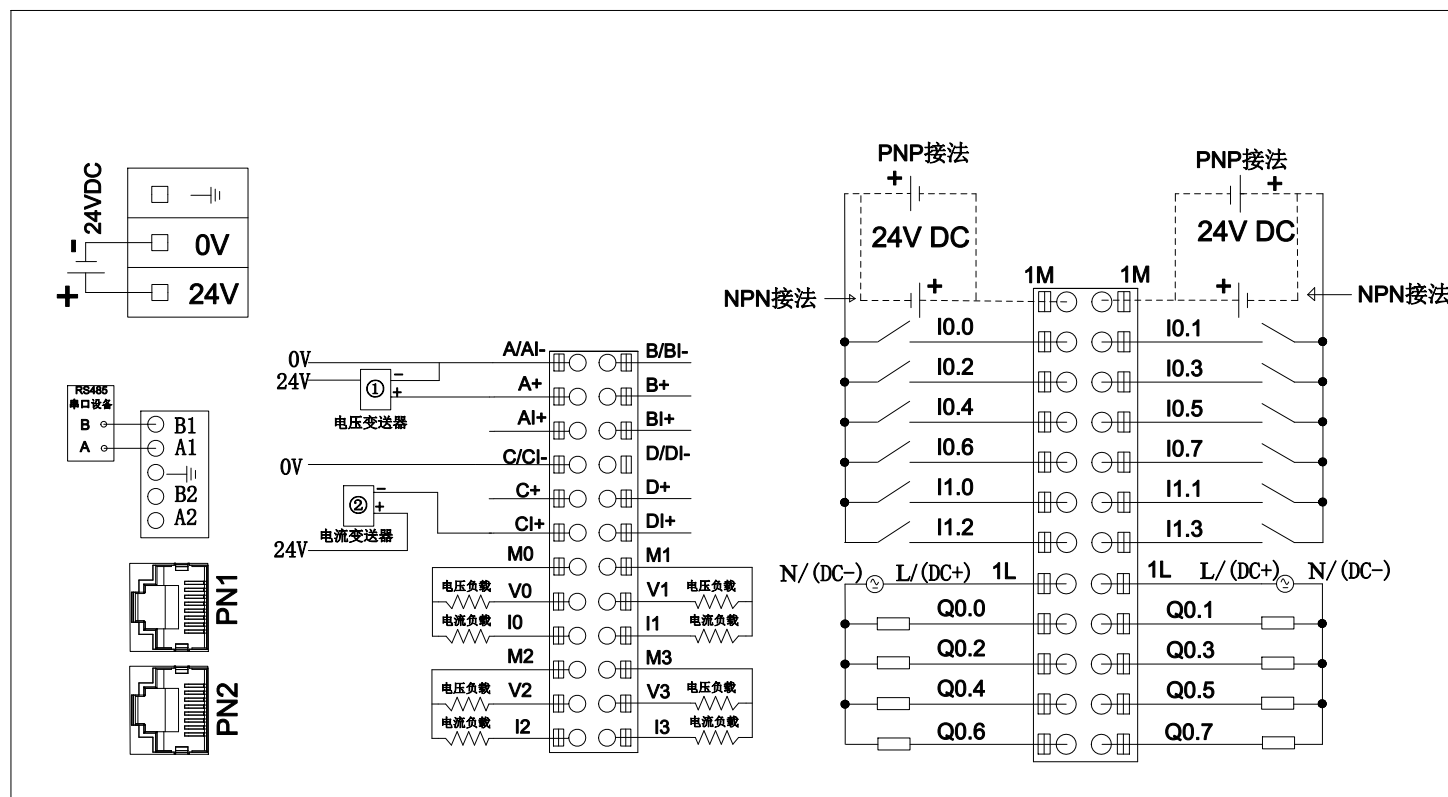 24VDC
-
0V
+
24V
RS485
串口设备
B
A
B1
A1
B2
A2
PN1
PN2
0V
24V
①
-
+
电压变送器
0V
②
-
+
电流变送器
24V
A/AI-
B/BI-
A+
B+
AI+
BI+
C/CI-
D/DI-
C+
D+
CI+
DI+
M0
M1
电压负载
V0
V1
电压负载
电流负载
I0
I1
电流负载
M2
M3
电压负载
V2
V3
电压负载
电流负载
I2
I3
电流负载
PNP接法
+
24V DC
NPN接法
+
1M
1M
PNP接法
+
24V DC
+
NPN接法
I0.0
I0.1
I0.2
I0.3
I0.4
I0.5
I0.6
I0.7
I1.0
I1.1
I1.2
I1.3
N/(DC-)
L/(DC+)
1L
1L
L/(DC+)
N/(DC-)
Q0.0
Q0.1
Q0.2
Q0.3
Q0.4
Q0.5
Q0.6
Q0.7